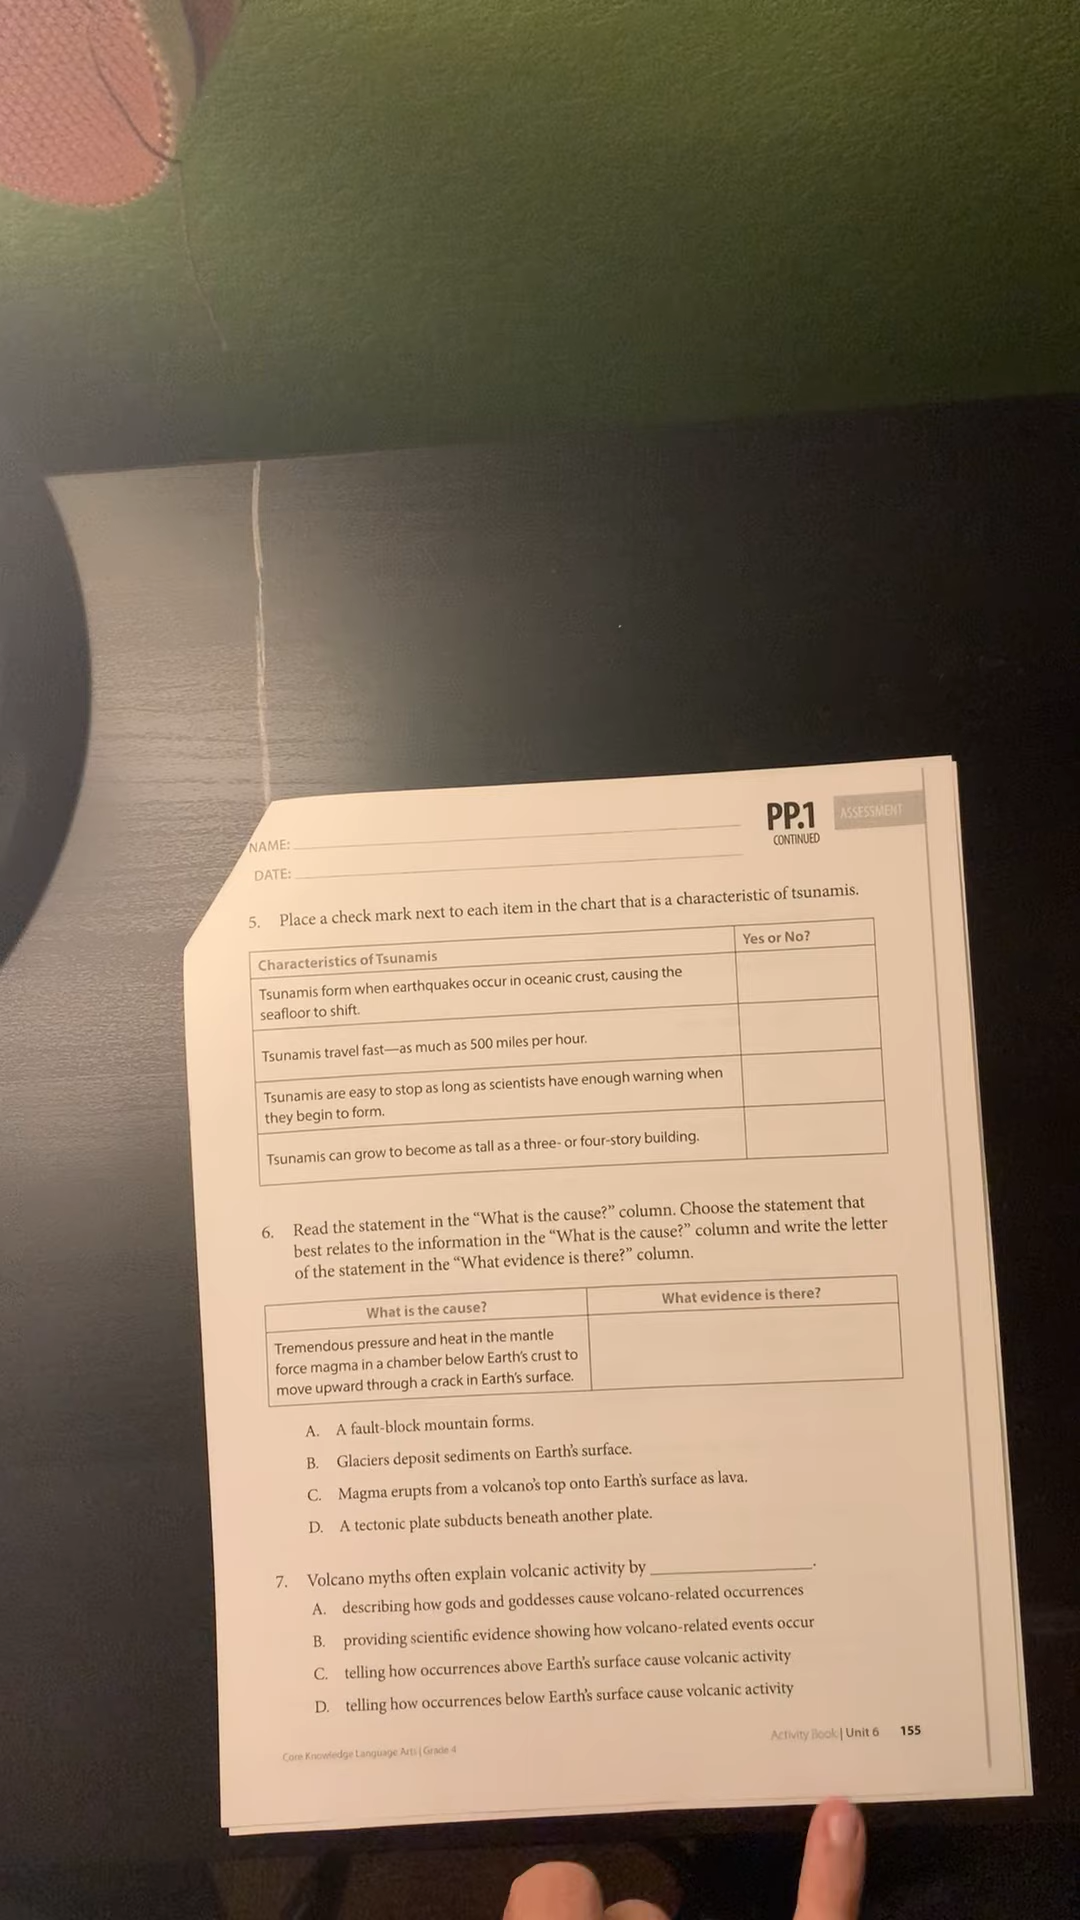 PP.1
ASSESSMENT
CONTINUED
NAME:
DATE:
5. Place a check mark next to each item in the chart that is a characteristic of tsunamis.
Characteristics of Tsunamis
Yes or No?
Tsunamis form when earthquakes occur in oceanic crust, causing the
seafloor to shift.
Tsunamis travel fast—as much as 500 miles per hour.
Tsunamis are easy to stop as long as scientists have enough warning when
they begin to form.
Tsunamis can grow to become as tall as a three- or four-story building.
6. Read the statement in the “What is the cause?” column. Choose the statement that
best relates to the information in the “What is the cause?” column and write the letter
of the statement in the “What evidence is there?” column.
What is the cause?
What evidence is there?
Tremendous pressure and heat in the mantle
force magma in a chamber below Earth’s crust to
move upward through a crack in Earth’s surface.
A. A fault-block mountain forms.
B. Glaciers deposit sediments on Earth’s surface.
C. Magma erupts from a volcano’s top onto Earth’s surface as lava.
D. A tectonic plate subducts beneath another plate.
7. Volcano myths often explain volcanic activity by ______________.
A. describing how gods and goddesses cause volcano-related occurrences
B. providing scientific evidence showing how volcano-related events occur
C. telling how occurrences above Earth’s surface cause volcanic activity
D. telling how occurrences below Earth’s surface cause volcanic activity
Core Knowledge Language Arts | Grade 4
Activity Book | Unit 6 155